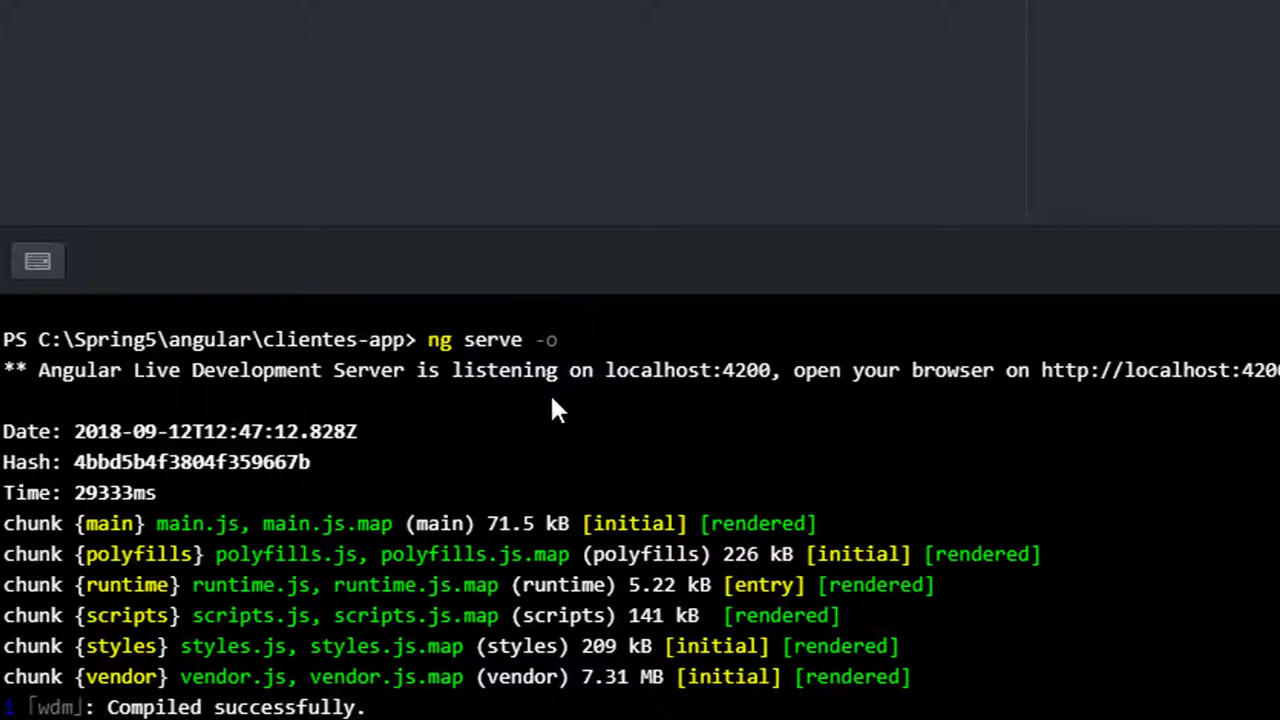 PS C:\Spring5\angular\clientes-app> ng serve -o
** Angular Live Development Server is listening on localhost:4200, open your browser on http://localhost:420
Date: 2018-09-12T12:47:12.828Z
Hash: 4bbd5b4f3804f359667b
Time: 29333ms
chunk {main} main.js, main.js.map (main) 71.5 kB [initial] [rendered]
chunk {polyfills} polyfills.js, polyfills.js.map (polyfills) 226 kB [initial] [rendered]
chunk {runtime} runtime.js, runtime.js.map (runtime) 5.22 kB [entry] [rendered]
chunk {scripts} scripts.js, scripts.js.map (scripts) 141 kB  [rendered]
chunk {styles} styles.js, styles.js.map (styles) 209 kB [initial] [rendered]
chunk {vendor} vendor.js, vendor.js.map (vendor) 7.31 MB [initial] [rendered]
i ｢wdm｣: Compiled successfully.